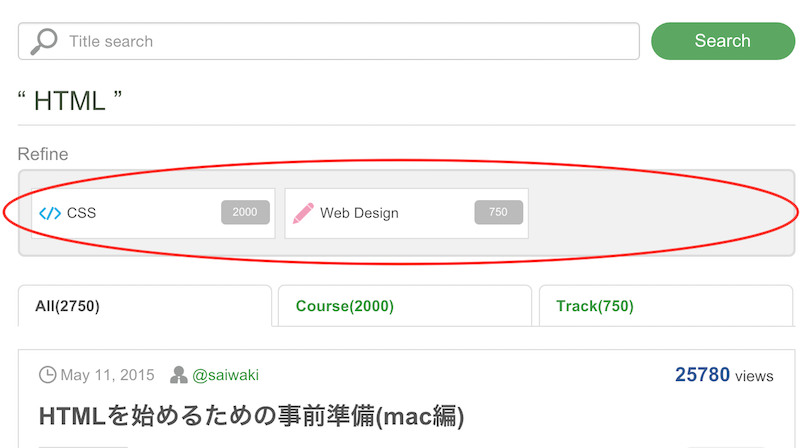 Title search
Search
“ HTML ”
Refine
CSS 2000 Web Design 750
All(2750) Course(2000) Track(750)
May 11, 2015 @saiwaki 25780 views
HTMLを始めるための事前準備(mac編)